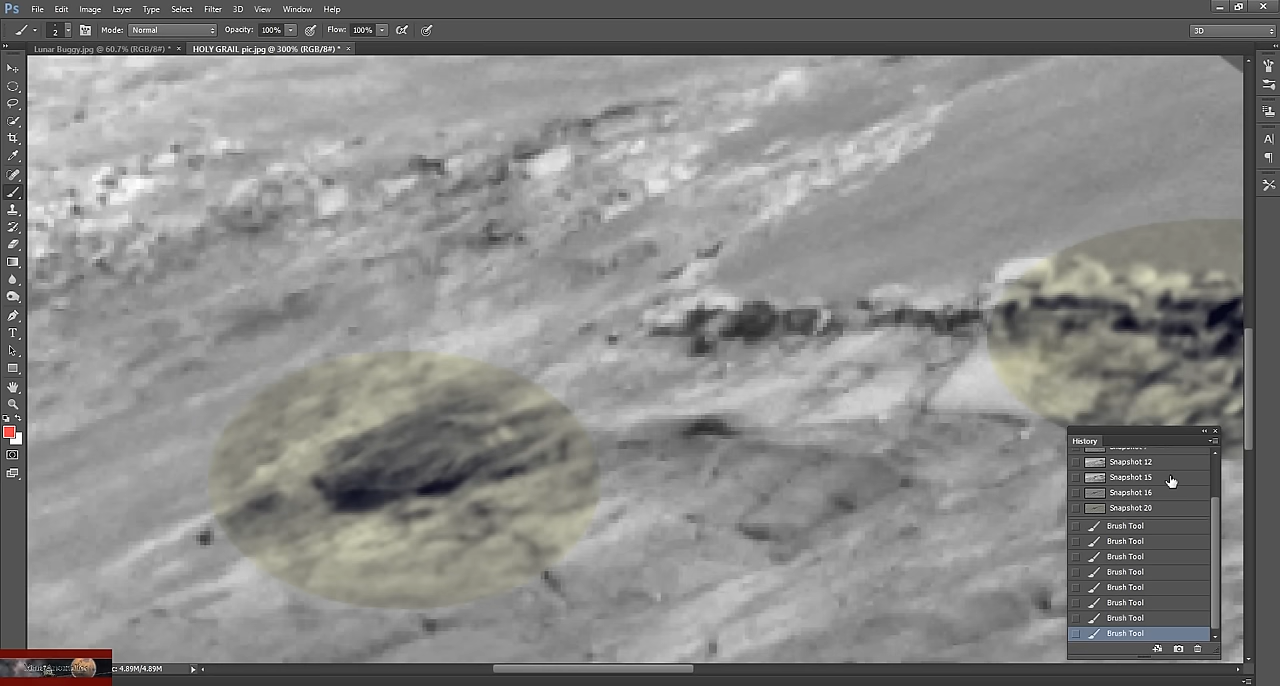 Ps File Edit Image Layer Type Select Filter 3D View Window Help
2 Mode: Normal Opacity: 100% Flow: 100% 3D
Lunar Buggy.jpg @ 60.7% (RGB/8#) * × HOLY GRAIL pic.jpg @ 300% (RGB/8#) * ×
A
T
History
Snapshot 12
Snapshot 15
Snapshot 16
Snapshot 20
Brush Tool
Brush Tool
Brush Tool
Brush Tool
Brush Tool
Brush Tool
Brush Tool
Brush Tool
4.89M/4.89M